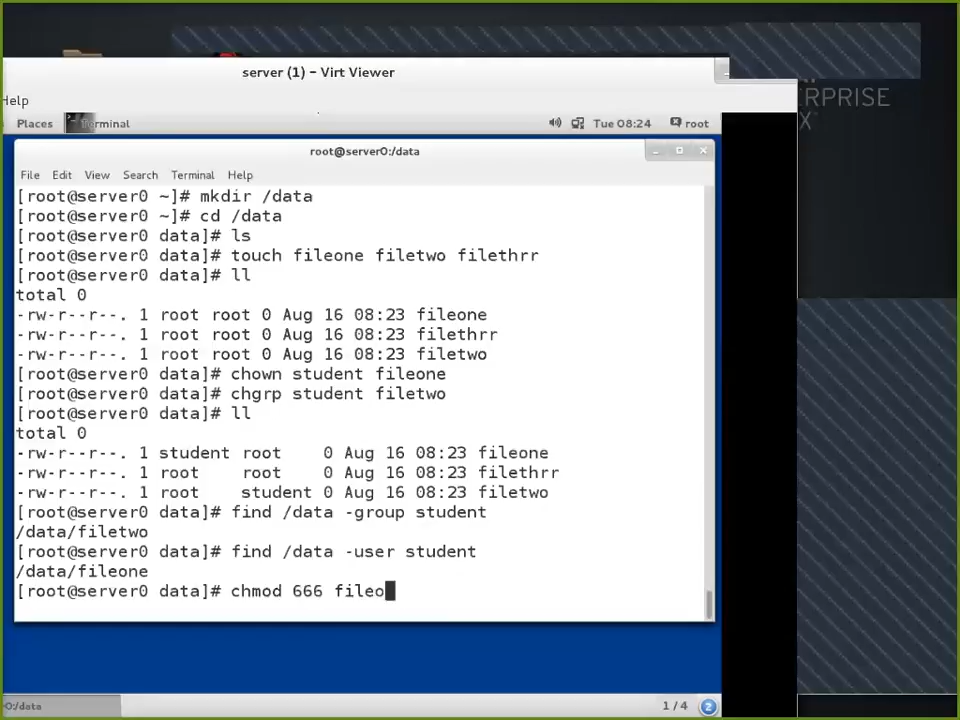 ERPRISE
X™
server (1) – Virt Viewer
Help
Places Terminal Tue 08:24 root
root@server0:/data
File Edit View Search Terminal Help
[root@server0 ~]# mkdir /data
[root@server0 ~]# cd /data
[root@server0 data]# ls
[root@server0 data]# touch fileone filetwo filethrr
[root@server0 data]# ll
total 0
-rw-r--r--. 1 root root 0 Aug 16 08:23 fileone
-rw-r--r--. 1 root root 0 Aug 16 08:23 filethrr
-rw-r--r--. 1 root root 0 Aug 16 08:23 filetwo
[root@server0 data]# chown student fileone
[root@server0 data]# chgrp student filetwo
[root@server0 data]# ll
total 0
-rw-r--r--. 1 student root    0 Aug 16 08:23 fileone
-rw-r--r--. 1 root    root    0 Aug 16 08:23 filethrr
-rw-r--r--. 1 root    student 0 Aug 16 08:23 filetwo
[root@server0 data]# find /data -group student
/data/filetwo
[root@server0 data]# find /data -user student
/data/fileone
[root@server0 data]# chmod 666 fileo
0:/data 1 / 4 2